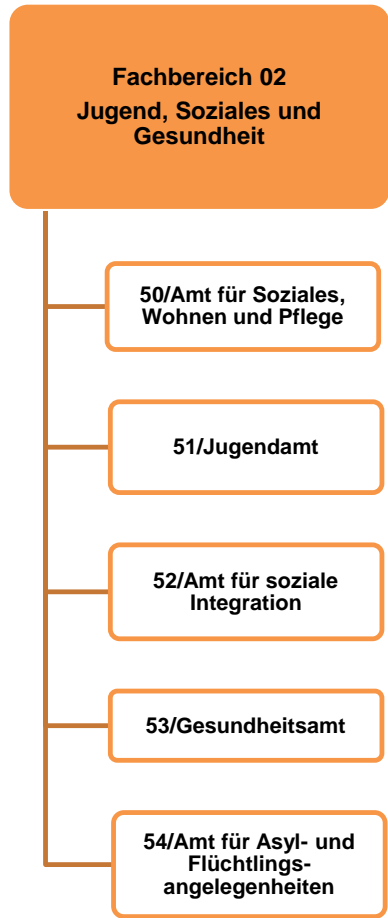 Fachbereich 02
Jugend, Soziales und
Gesundheit
50/Amt für Soziales,
Wohnen und Pflege
51/Jugendamt
52/Amt für soziale
Integration
53/Gesundheitsamt
54/Amt für Asyl- und
Flüchtlings-
angelegenheiten